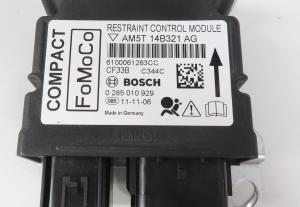 COMPACT
FoMoCo
RESTRAINT CONTROL MODULE
AM5T 14B321 AG
6100061263CC
CF33B C344C
BOSCH
0 285 010 929
085 11-11-06
Made in Germany